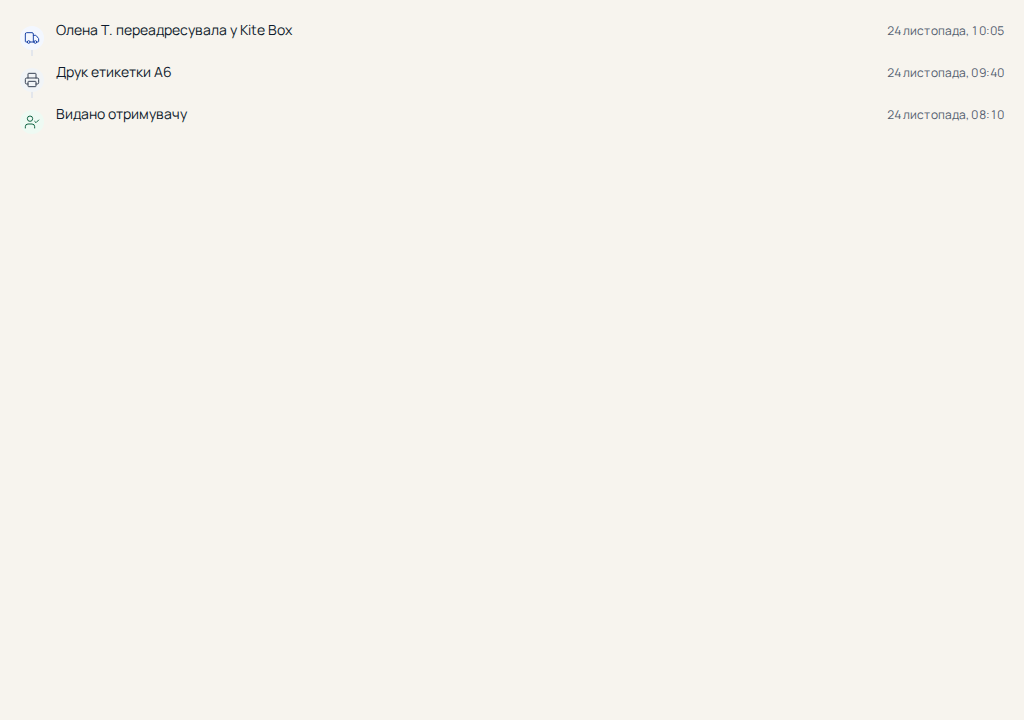 Олена Т. переадресувала у Kite Box 24 листопада, 10:05
Друк етикетки A6 24 листопада, 09:40
Видано отримувачу 24 листопада, 08:10